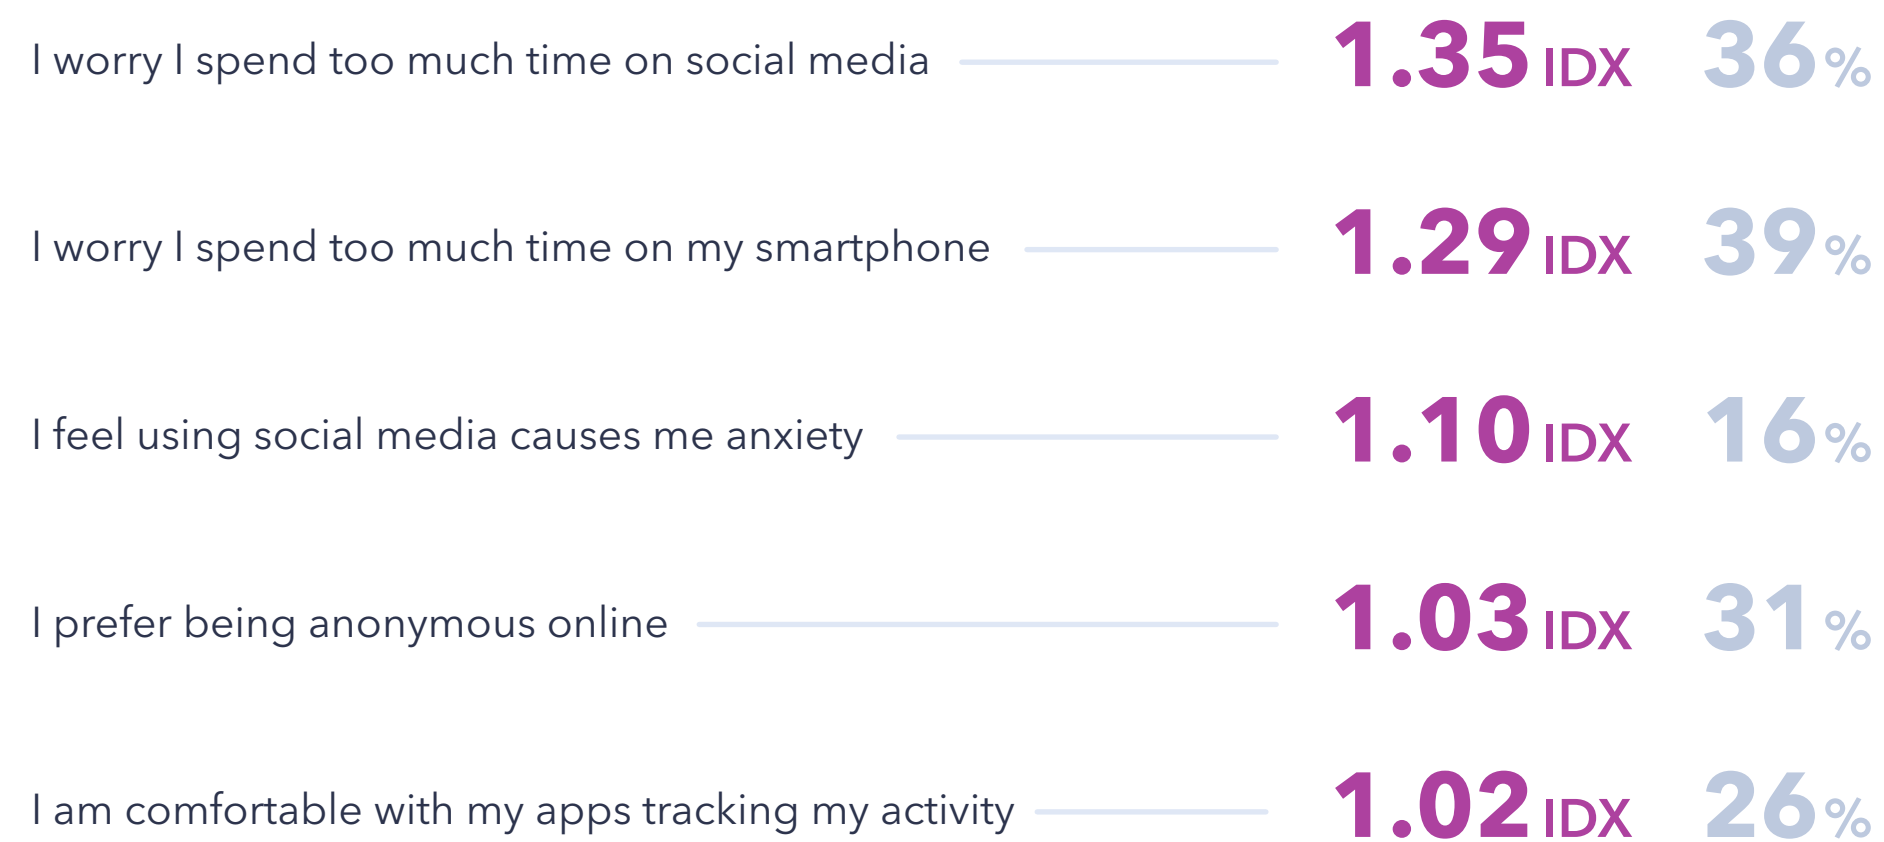 I worry I spend too much time on social media 1.35 IDX 36%
I worry I spend too much time on my smartphone 1.29 IDX 39%
I feel using social media causes me anxiety 1.10 IDX 16%
I prefer being anonymous online 1.03 IDX 31%
I am comfortable with my apps tracking my activity 1.02 IDX 26%